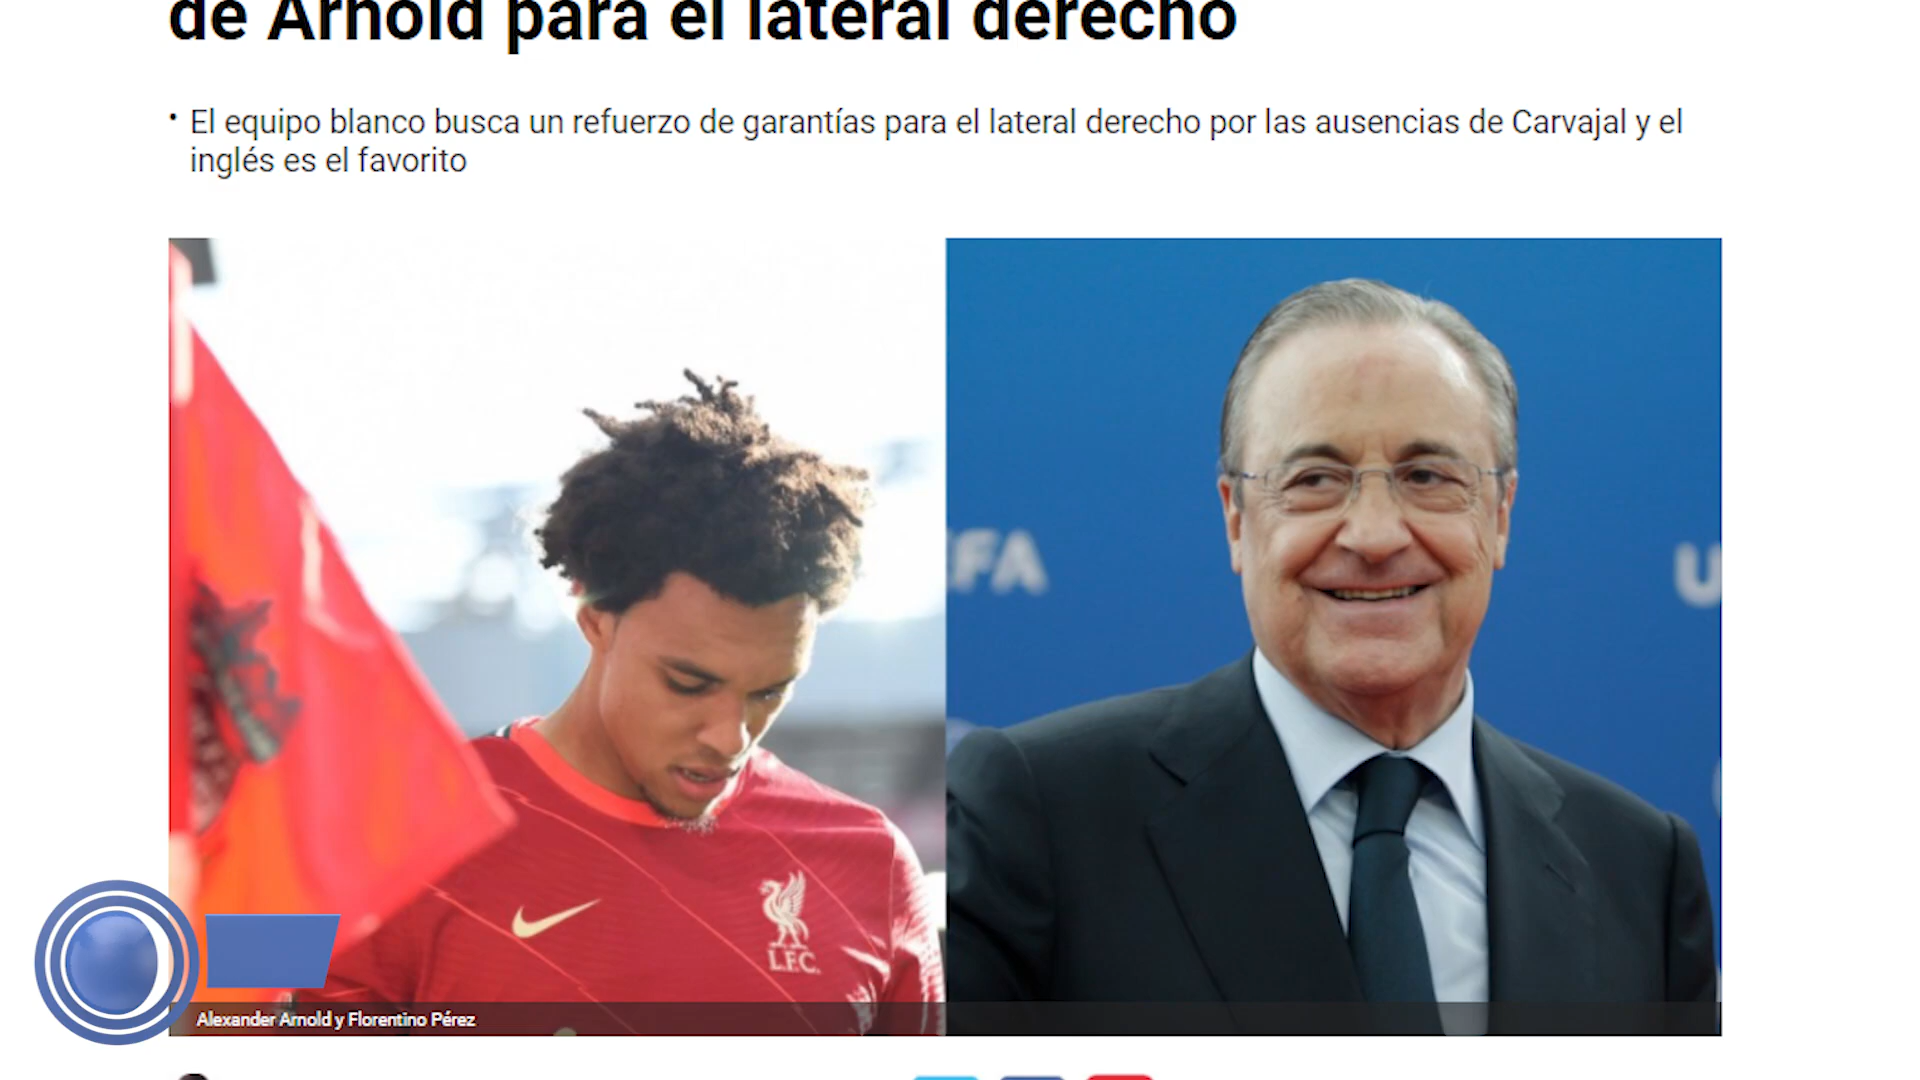 de Arnold para el lateral derecho
• El equipo blanco busca un refuerzo de garantías para el lateral derecho por las ausencias de Carvajal y el
inglés es el favorito
FA
U
L.F.C.
Alexander Arnold y Florentino Pérez